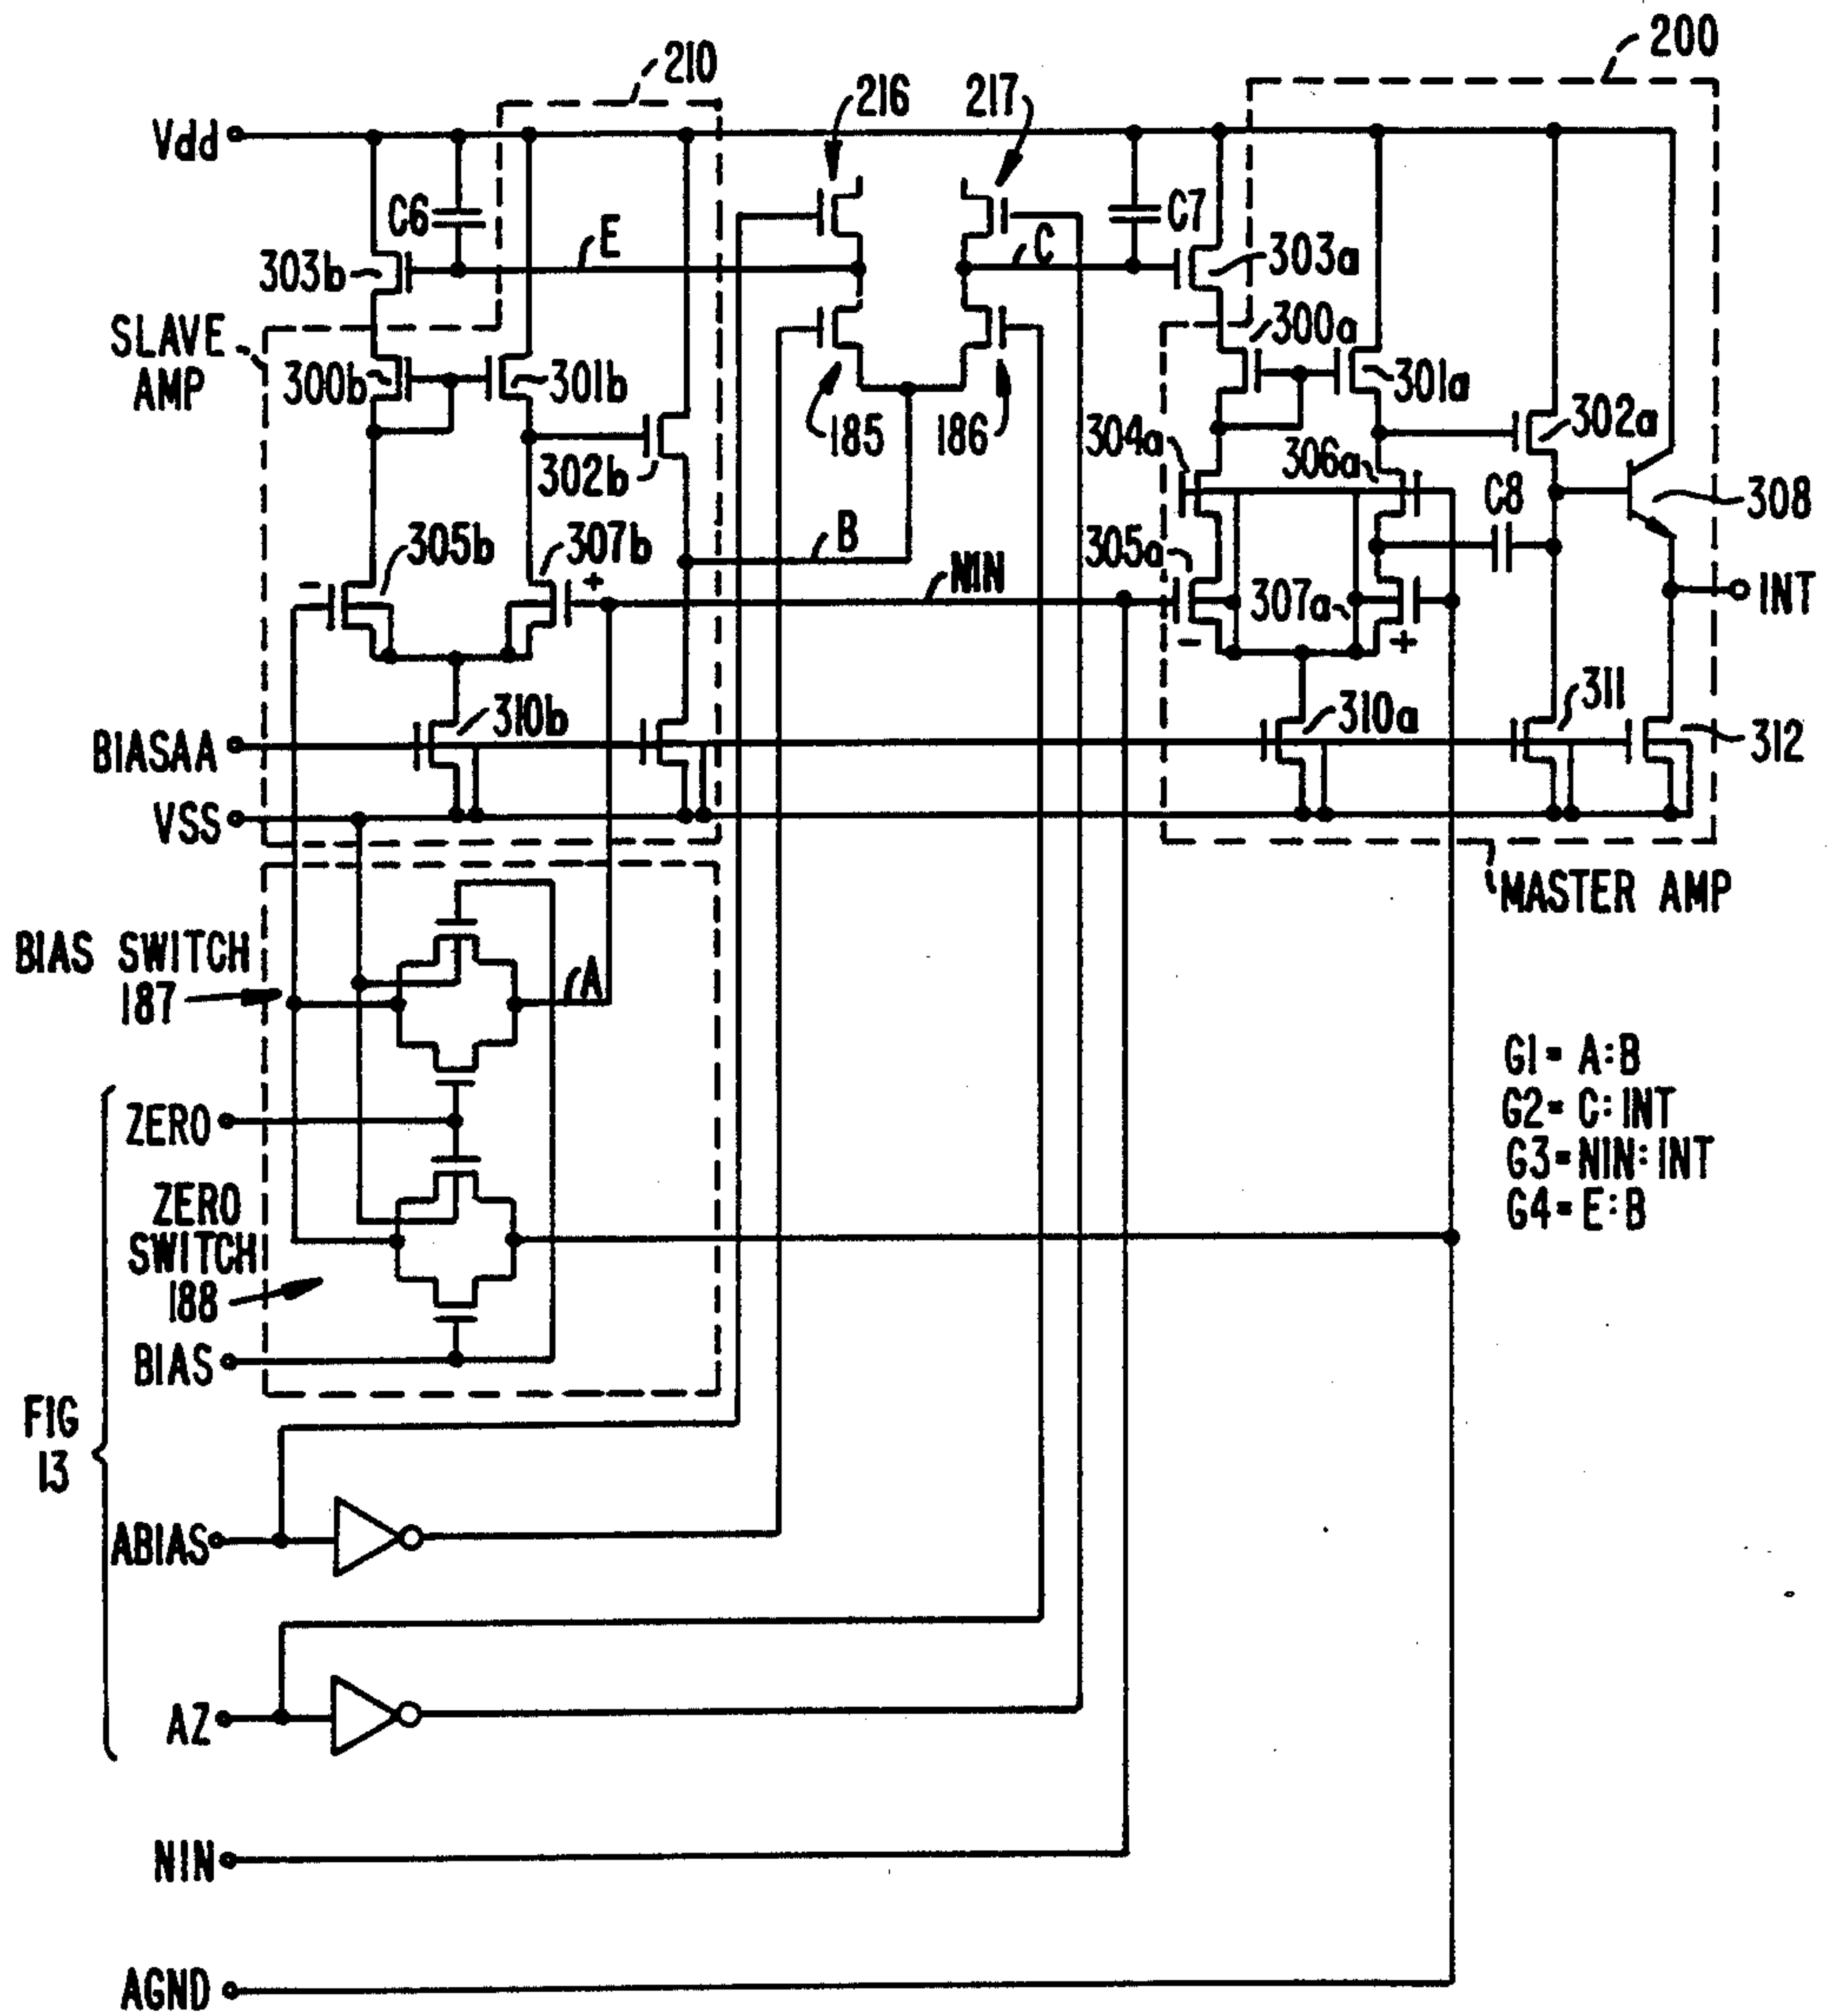 200
210
216
217
Vdd
C6
E
C
C7
303b
303a
SLAVE
AMP
300b
301b
300a
301a
185
186
302b
304a
306a
302a
C8
308
305b
307b
B
NIN
305a
307a
INT
-
+
-
+
310b
310a
311
312
BIASAA
VSS
MASTER AMP
BIAS SWITCH
187
A
G1= A:B
G2= C:INT
G3=NIN:INT
G4= E:B
ZERO
ZERO
SWITCH
188
BIAS
FIG
13
ABIAS
AZ
NIN
AGND